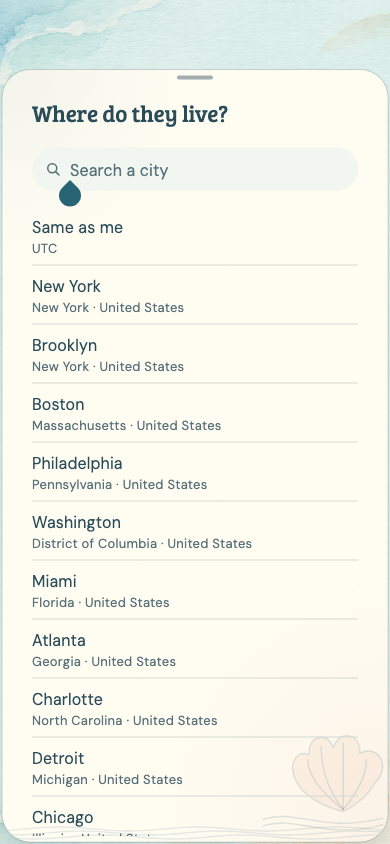 Where do they live?
Search a city
Same as me
UTC
New York
New York · United States
Brooklyn
New York · United States
Boston
Massachusetts · United States
Philadelphia
Pennsylvania · United States
Washington
District of Columbia · United States
Miami
Florida · United States
Atlanta
Georgia · United States
Charlotte
North Carolina · United States
Detroit
Michigan · United States
Chicago